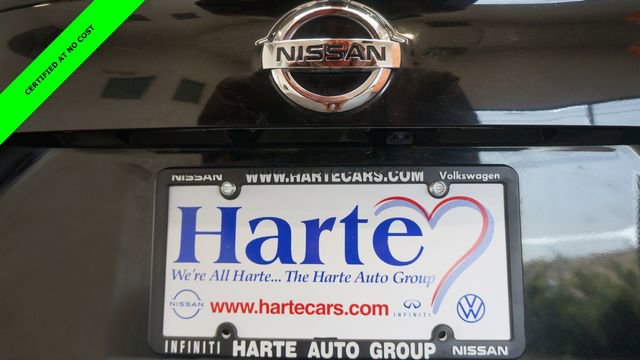 CERTIFIED AT NO COST
NISSAN
NISSAN WWW.HARTECARS.COM Volkswagen
Harte
We're All Harte... The Harte Auto Group
NISSAN www.hartecars.com INFINITI
INFINITI HARTE AUTO GROUP NISSAN